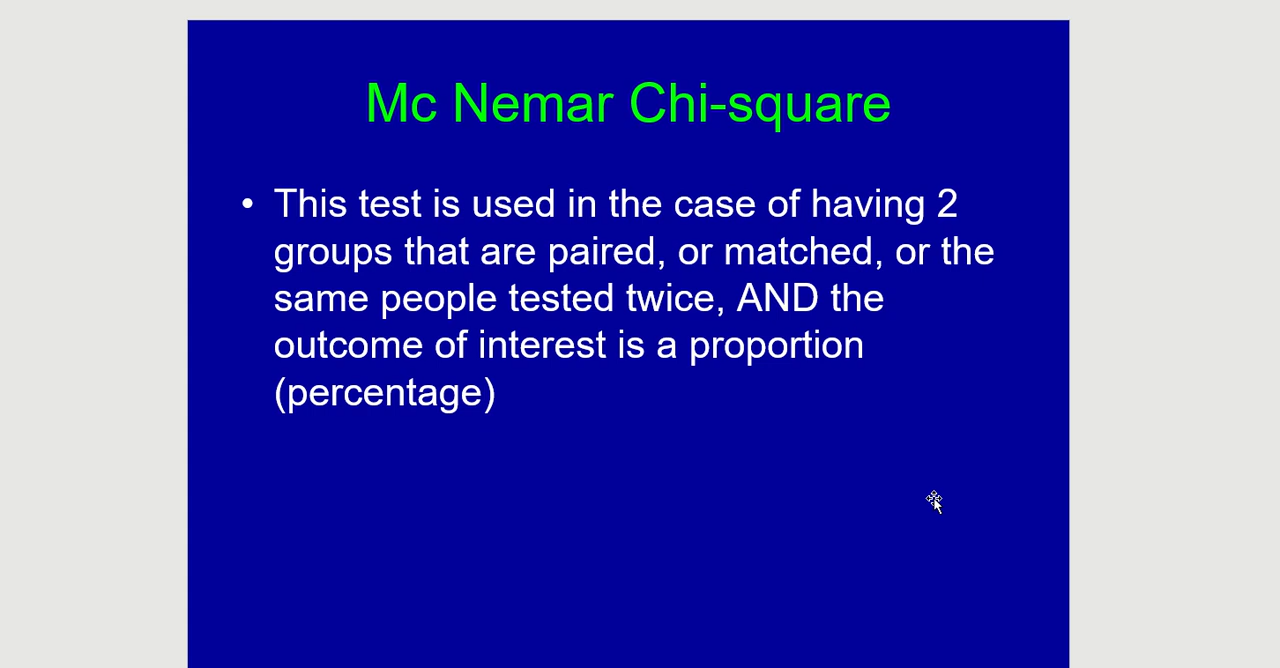 Mc Nemar Chi-square
• This test is used in the case of having 2
groups that are paired, or matched, or the
same people tested twice, AND the
outcome of interest is a proportion
(percentage)